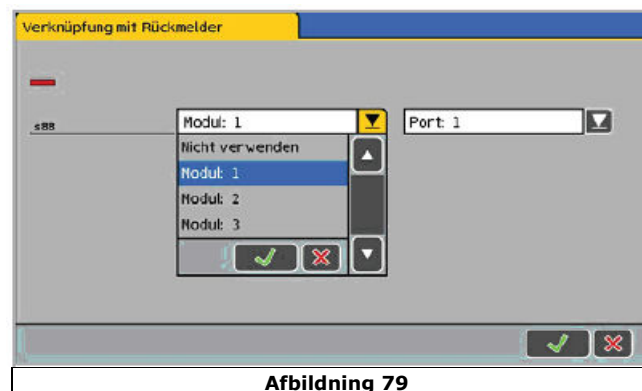 Verknüpfung mit Rückmelder
s88 Modul: 1 Port: 1
Nicht verwenden
Modul: 1
Modul: 2
Modul: 3
Afbildning 79